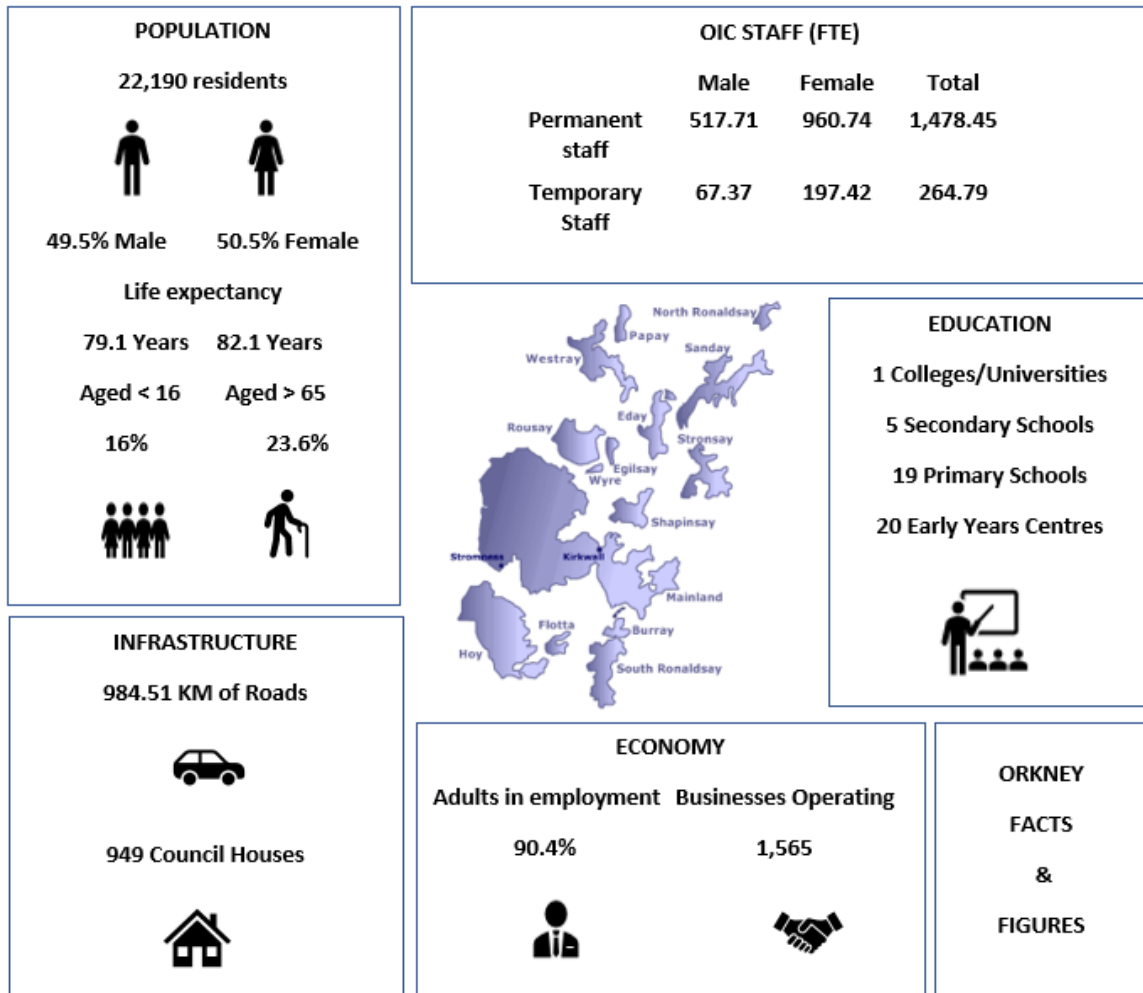 POPULATION
22,190 residents
49.5% Male 50.5% Female
Life expectancy
79.1 Years 82.1 Years
Aged < 16 Aged > 65
16% 23.6%
OIC STAFF (FTE)
Male Female Total
Permanent staff 517.71 960.74 1,478.45
Temporary Staff 67.37 197.42 264.79
North Ronaldsay
Papay
Westray
Sanday
Eday
Rousay
Stronsay
Egilsay
Wyre
Shapinsay
Stromness
Kirkwall
Mainland
Flotta
Burray
Hoy
South Ronaldsay
EDUCATION
1 Colleges/Universities
5 Secondary Schools
19 Primary Schools
20 Early Years Centres
INFRASTRUCTURE
984.51 KM of Roads
949 Council Houses
ECONOMY
Adults in employment Businesses Operating
90.4% 1,565
ORKNEY
FACTS
&
FIGURES